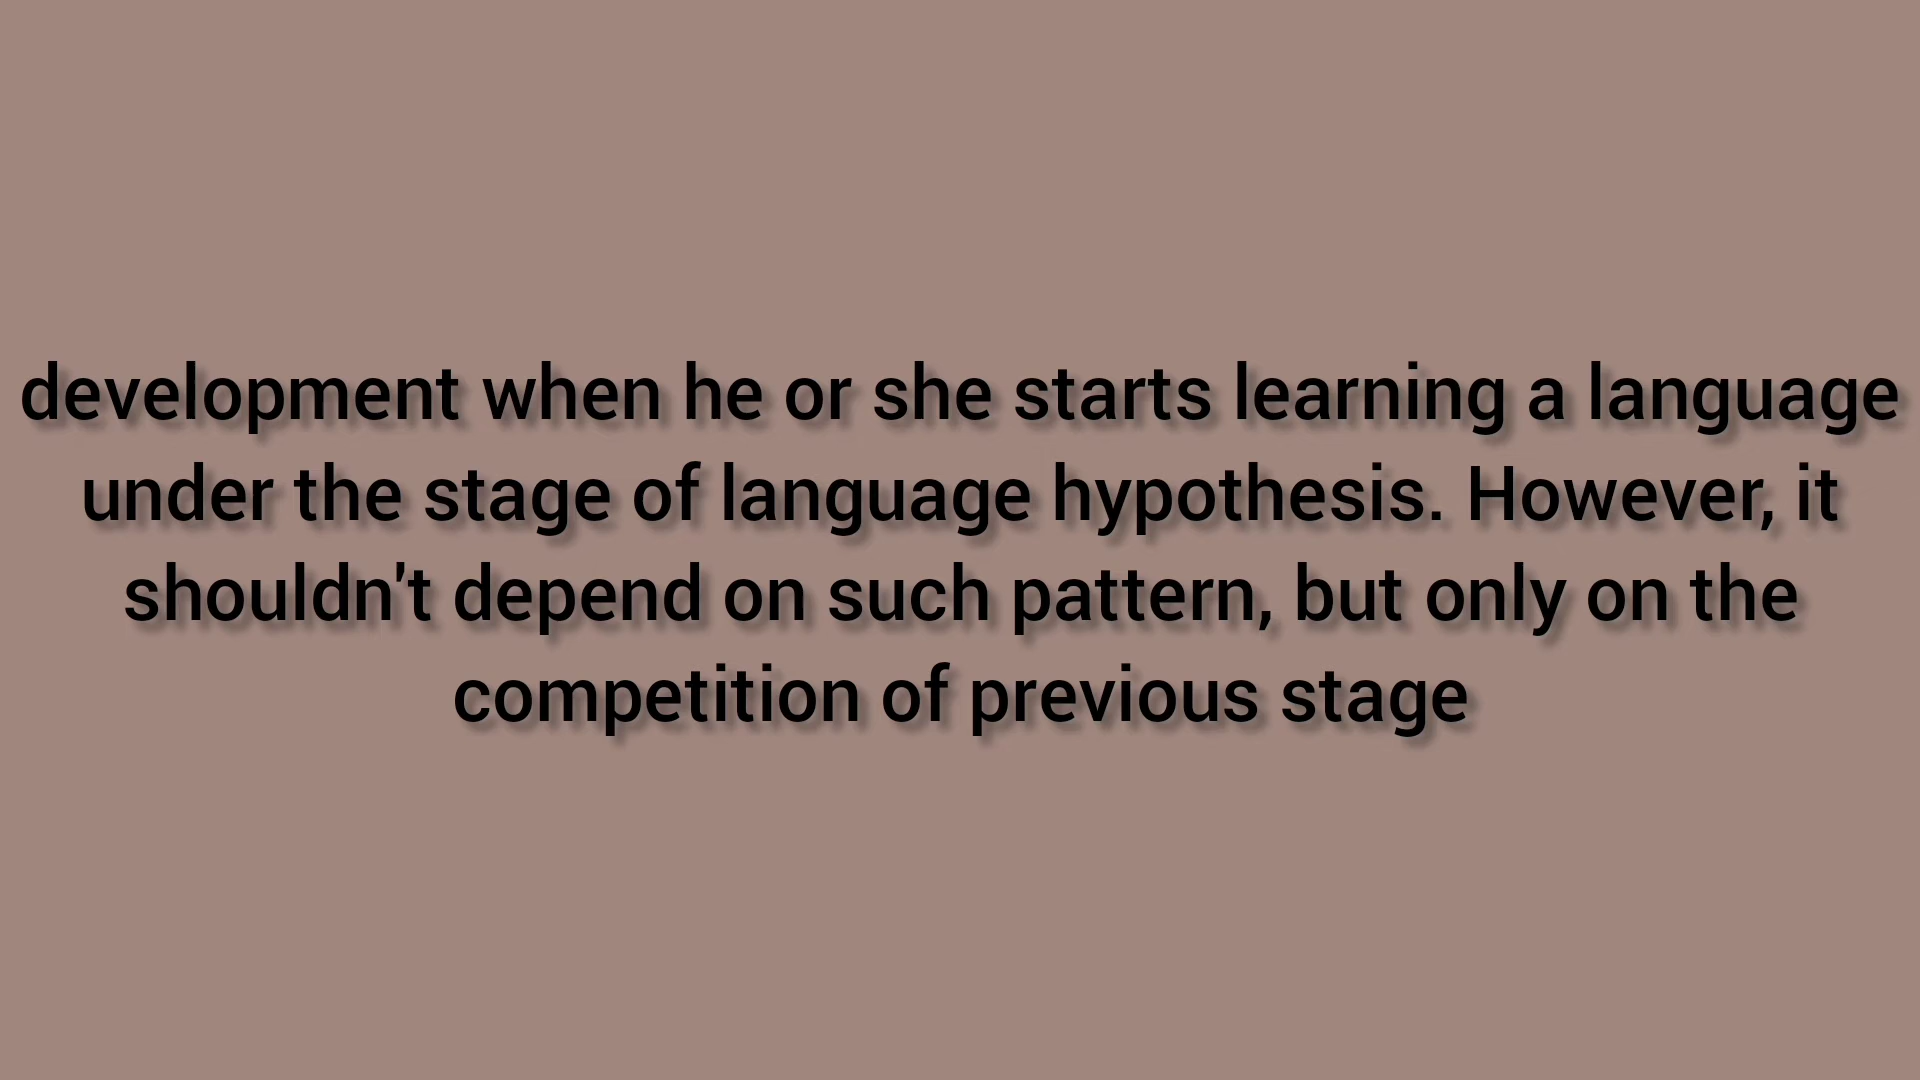 development when he or she starts learning a language
under the stage of language hypothesis. However, it
shouldn't depend on such pattern, but only on the
competition of previous stage